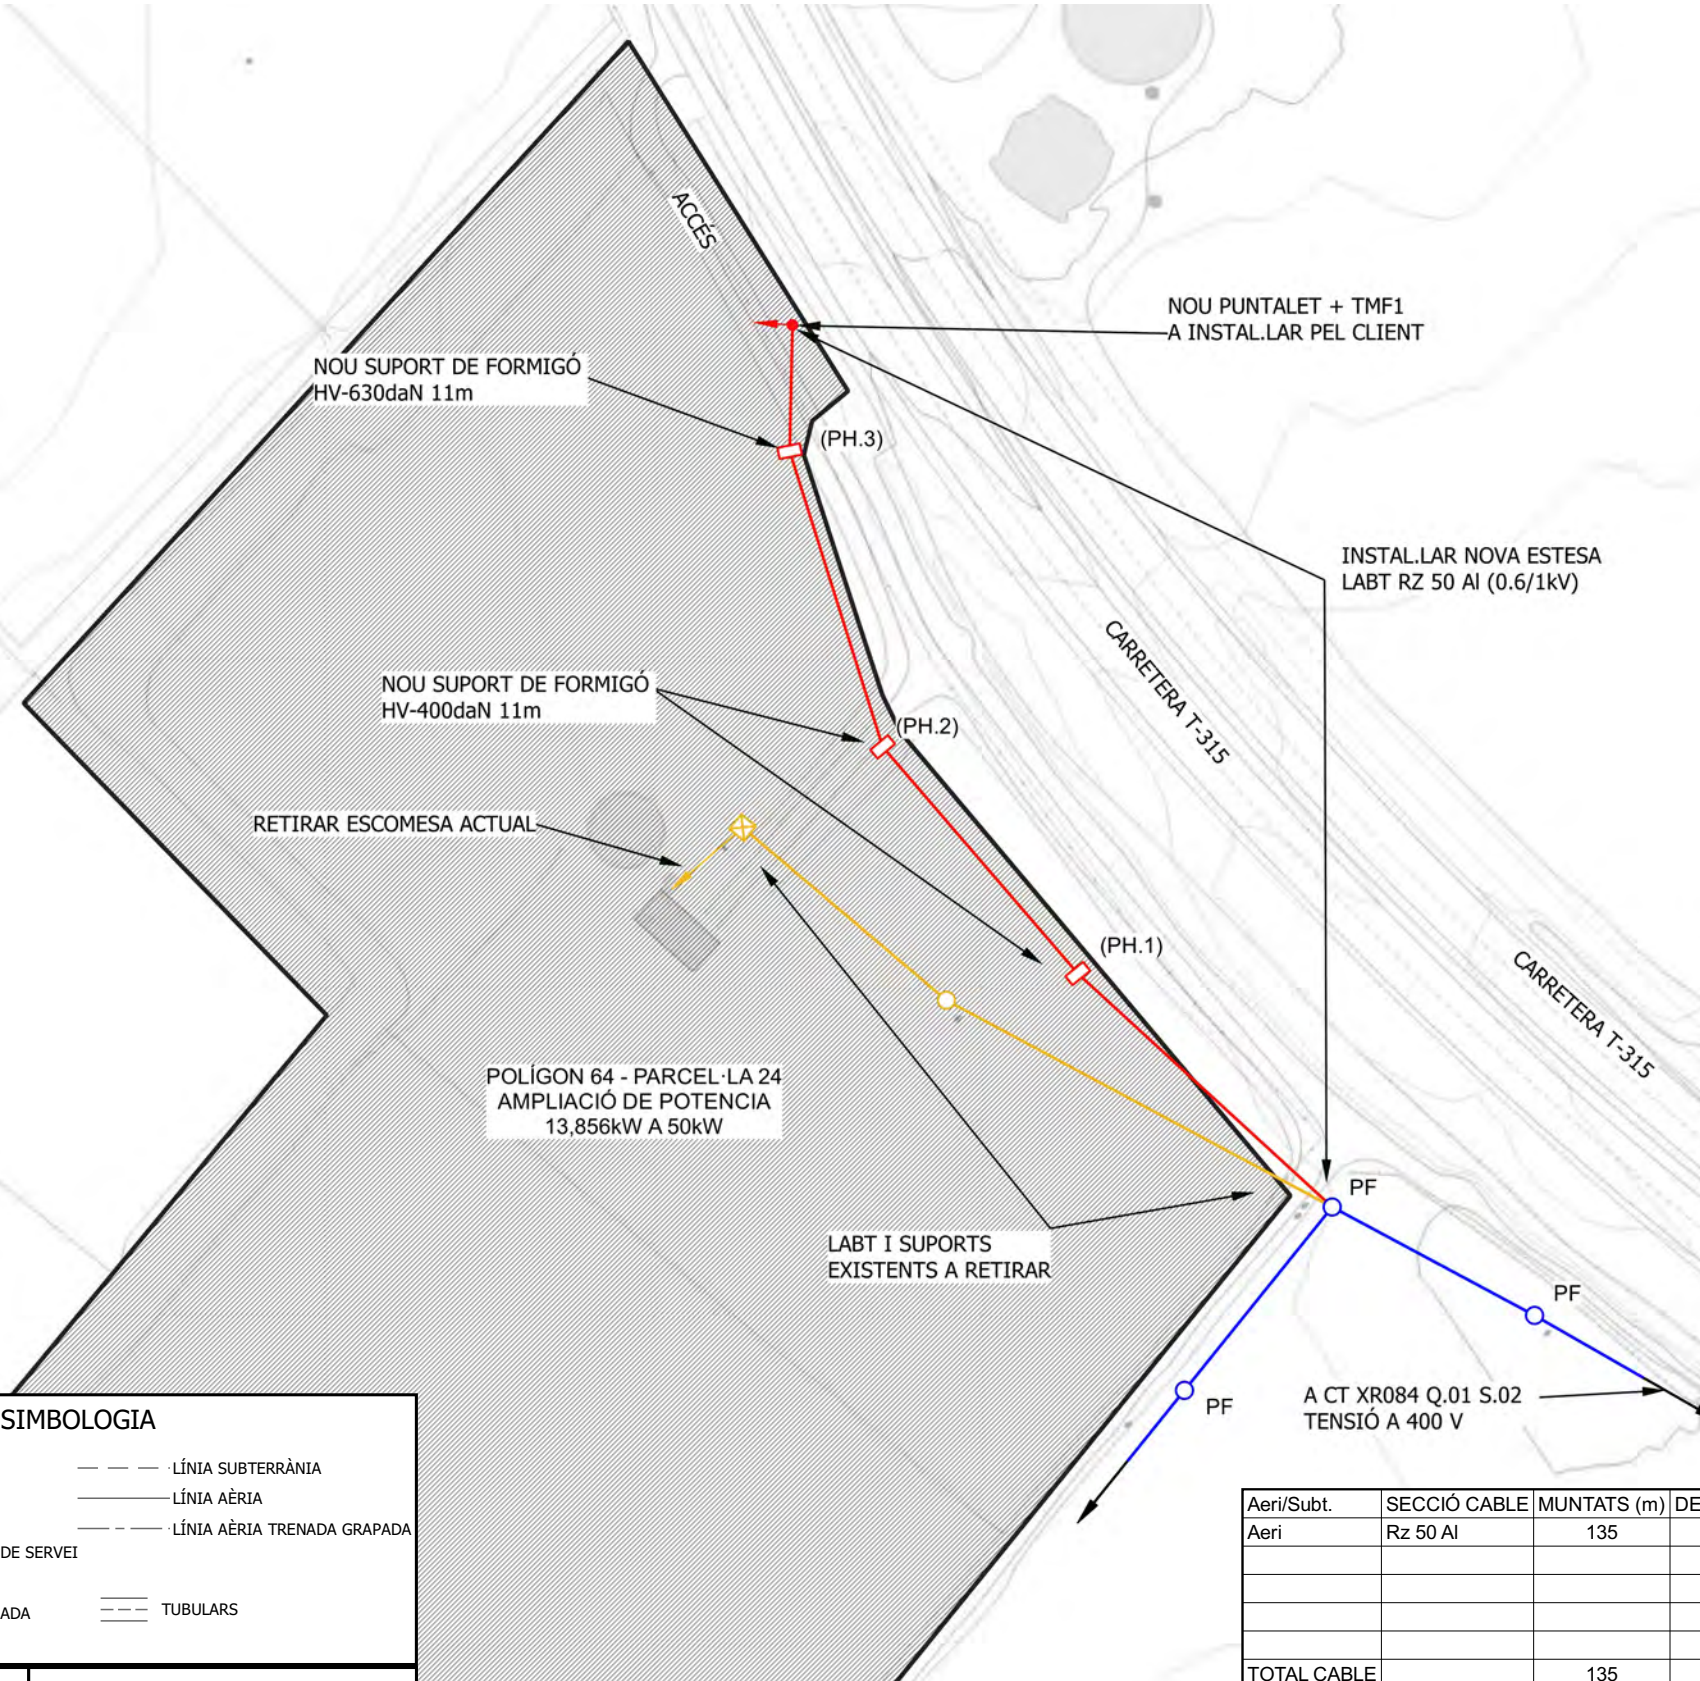 ACCÉS
NOU PUNTALET + TMF1
A INSTAL.LAR PEL CLIENT
NOU SUPORT DE FORMIGÓ
HV-630daN 11m
(PH.3)
INSTAL.LAR NOVA ESTESA
LABT RZ 50 Al (0.6/1kV)
CARRETERA T-315
NOU SUPORT DE FORMIGÓ
HV-400daN 11m
(PH.2)
RETIRAR ESCOMESA ACTUAL
(PH.1)
CARRETERA T-315
POLÍGON 64 - PARCEL·LA 24
AMPLIACIÓ DE POTENCIA
13,856kW A 50kW
PF
LABT I SUPORTS
EXISTENTS A RETIRAR
PF
PF
A CT XR084 Q.01 S.02
TENSIÓ A 400 V
SIMBOLOGIA
LÍNIA SUBTERRÀNIA
LÍNIA AÈRIA
LÍNIA AÈRIA TRENADA GRAPADA
DE SERVEI
ADA
TUBULARS
Aeri/Subt. SECCIÓ CABLE MUNTATS (m) DE
Aeri Rz 50 Al 135
TOTAL CABLE 135